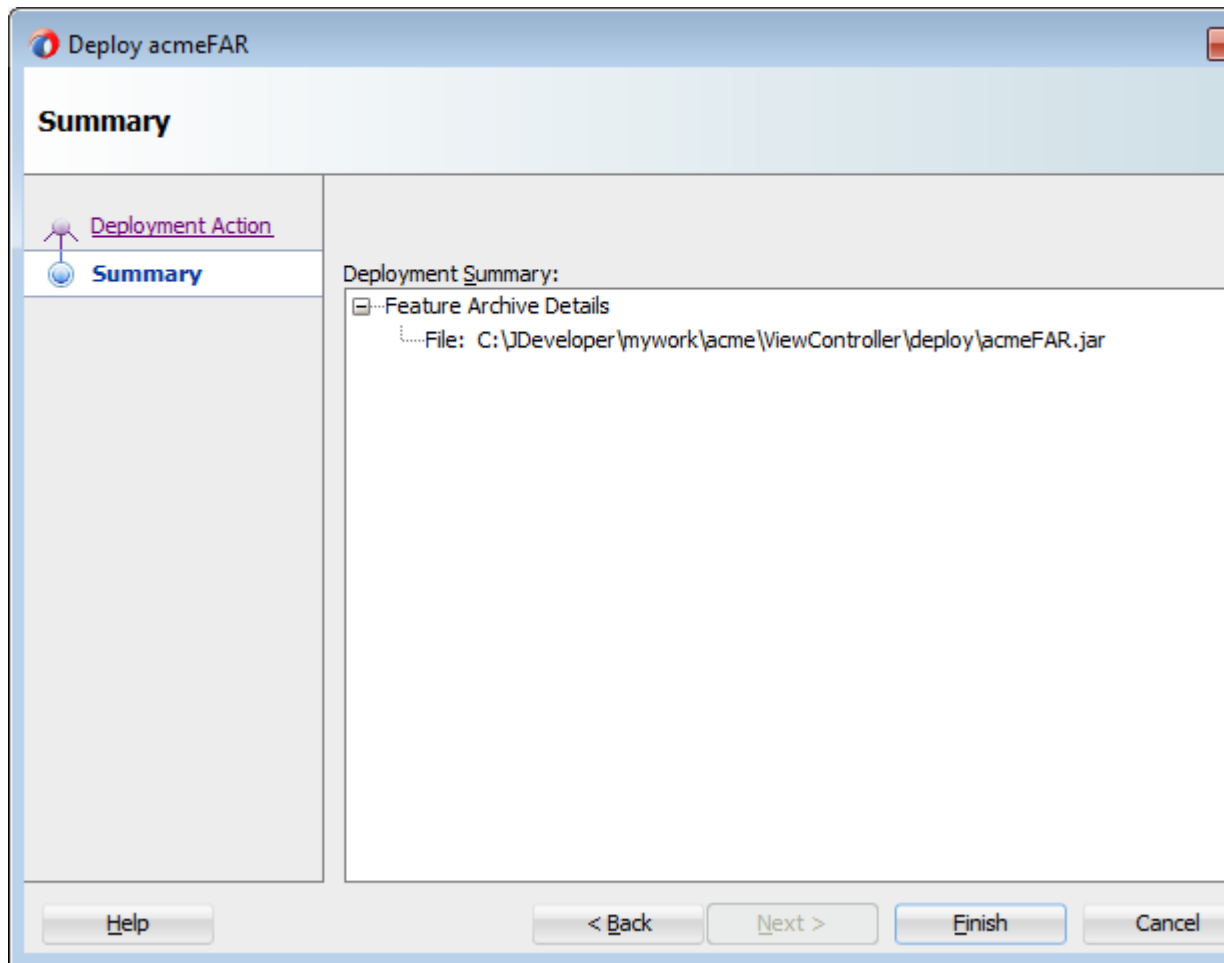 Deploy acmeFAR
Summary
Deployment Action
Summary
Deployment Summary:
Feature Archive Details
File: C:\JDeveloper\mywork\acme\ViewController\deploy\acmeFAR.jar
Help
< Back
Next >
Finish
Cancel